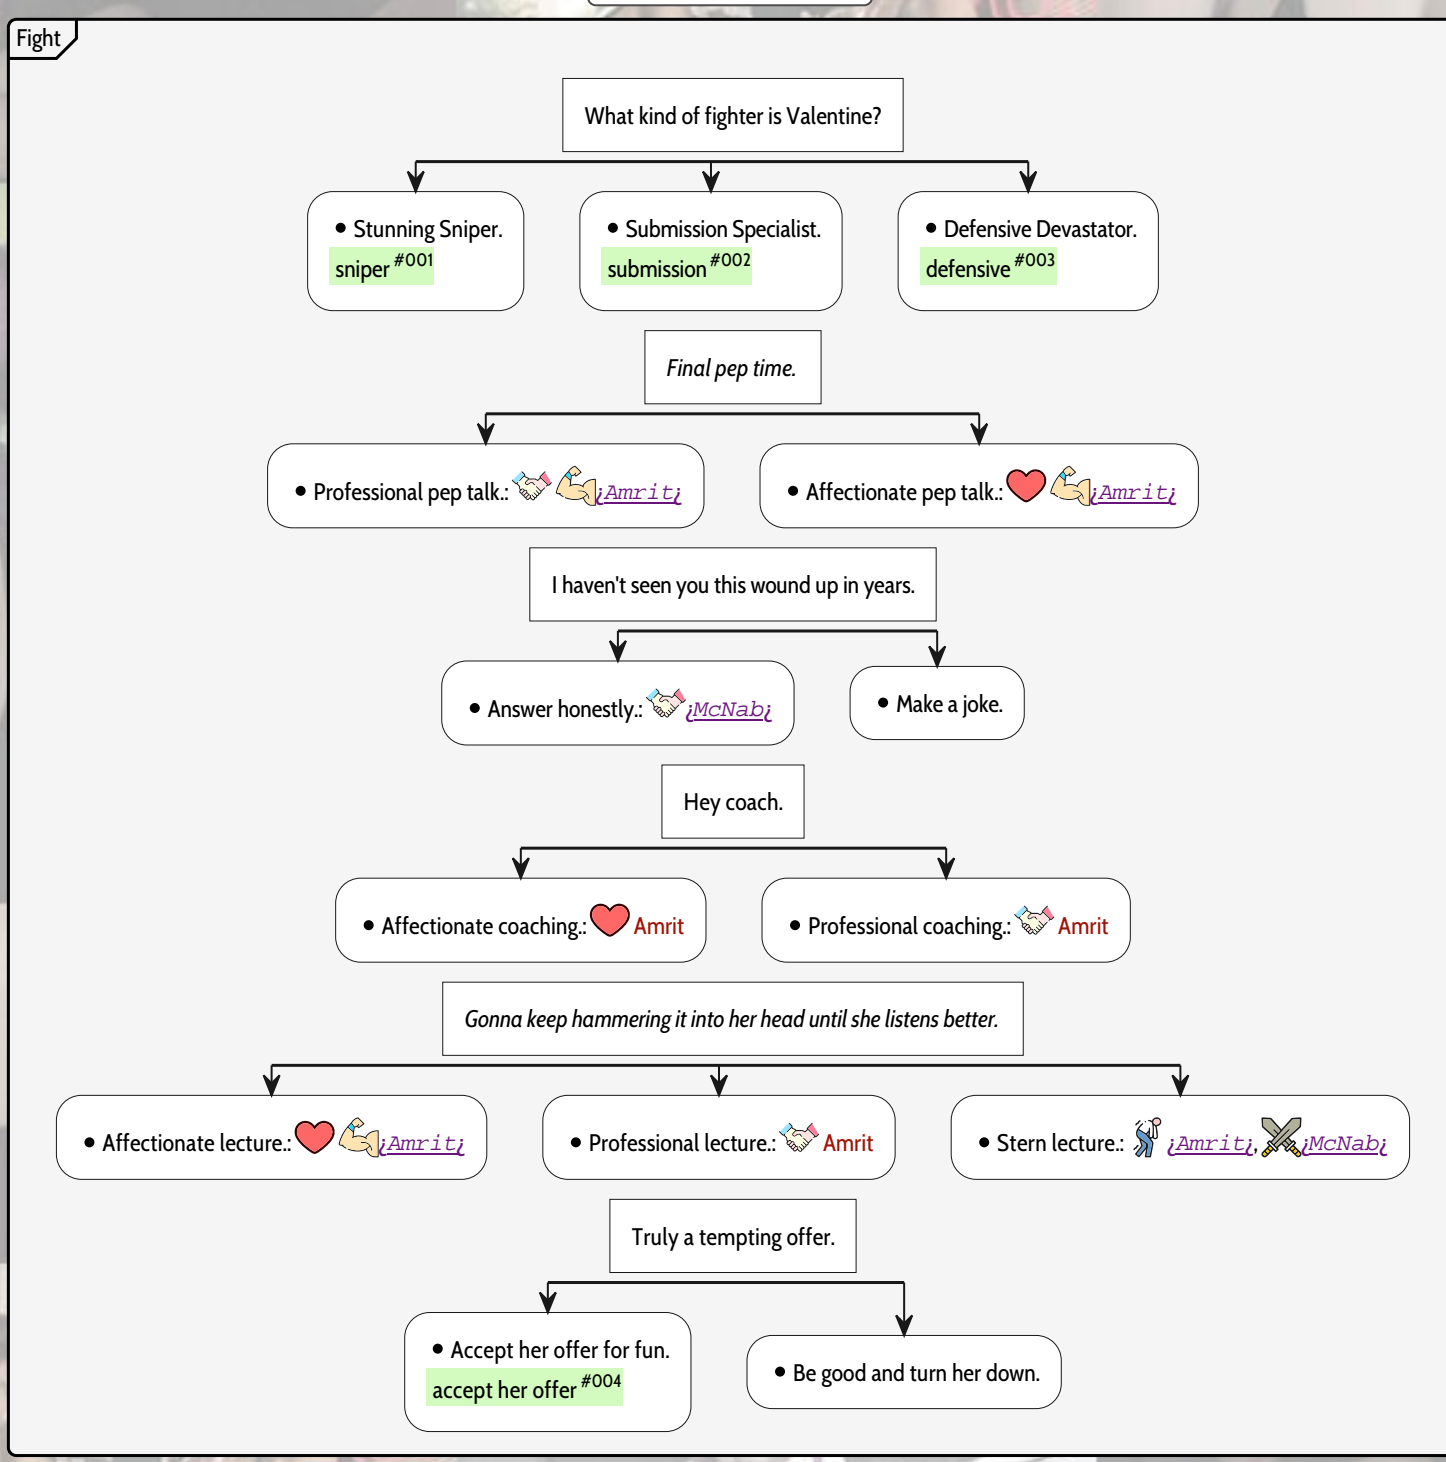 Fight
What kind of fighter is Valentine?
• Stunning Sniper.
sniper #001
• Submission Specialist.
submission #002
• Defensive Devastator.
defensive #003
Final pep time.
• Professional pep talk.: ¿Amrit¿
• Affectionate pep talk.: ¿Amrit¿
I haven't seen you this wound up in years.
• Answer honestly.: ¿McNab¿
• Make a joke.
Hey coach.
• Affectionate coaching.: Amrit
• Professional coaching.: Amrit
Gonna keep hammering it into her head until she listens better.
• Affectionate lecture.: ¿Amrit¿
• Professional lecture.: Amrit
• Stern lecture.: ¿Amrit¿, ¿McNab¿
Truly a tempting offer.
• Accept her offer for fun.
accept her offer #004
• Be good and turn her down.